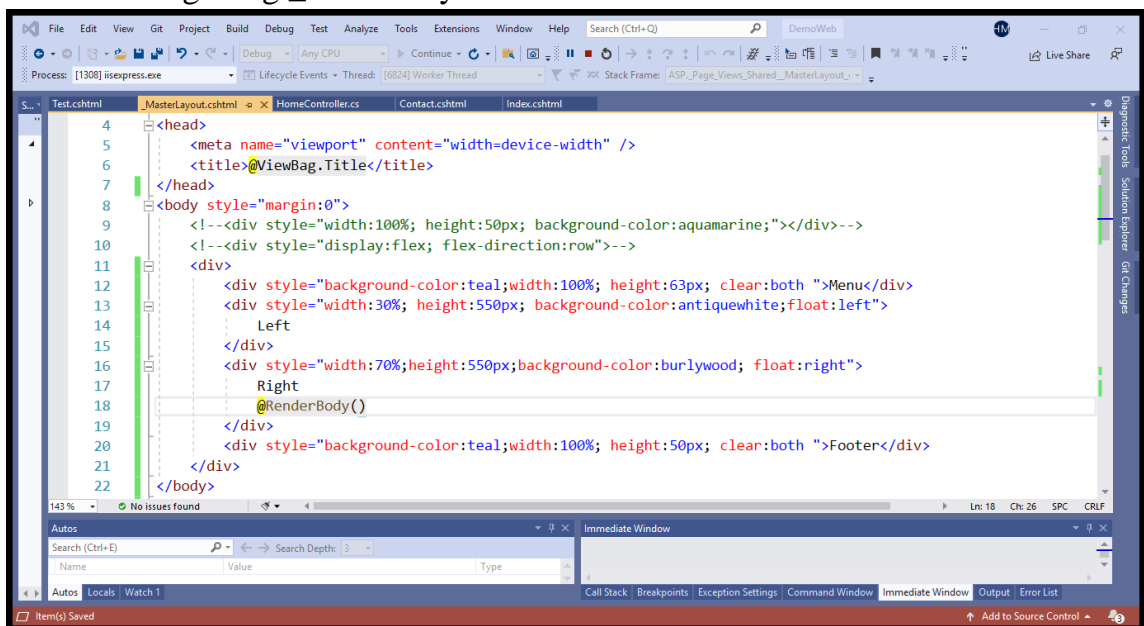 File Edit View Git Project Build Debug Test Analyze Tools Extensions Window Help Search (Ctrl+Q) DemoWeb HM
Debug Any CPU Continue Live Share
Process: [1308] iisexpress.exe Lifecycle Events Thread: [6824] Worker Thread Stack Frame: ASP._Page_Views_Shared__MasterLayout_
Test.cshtml _MasterLayout.cshtml HomeController.cs Contact.cshtml Index.cshtml
4 <head>
5 <meta name="viewport" content="width=device-width" />
6 <title>@ViewBag.Title</title>
7 </head>
8 <body style="margin:0">
9 <!--<div style="width:100%; height:50px; background-color:aquamarine;"></div>-->
10 <!--<div style="display:flex; flex-direction:row">-->
11 <div>
12 <div style="background-color:teal;width:100%; height:63px; clear:both ">Menu</div>
13 <div style="width:30%; height:550px; background-color:antiquewhite;float:left">
14 Left
15 </div>
16 <div style="width:70%;height:550px;background-color:burlywood; float:right">
17 Right
18 @RenderBody()
19 </div>
20 <div style="background-color:teal;width:100%; height:50px; clear:both ">Footer</div>
21 </div>
22 </body>
143 % No issues found Ln: 18 Ch: 26 SPC CRLF
Diagnostic Tools
Solution Explorer
Git Changes
Autos Immediate Window
Search (Ctrl+E) Search Depth: 3
Name Value Type
Autos Locals Watch 1 Call Stack Breakpoints Exception Settings Command Window Immediate Window Output Error List
Item(s) Saved Add to Source Control 3